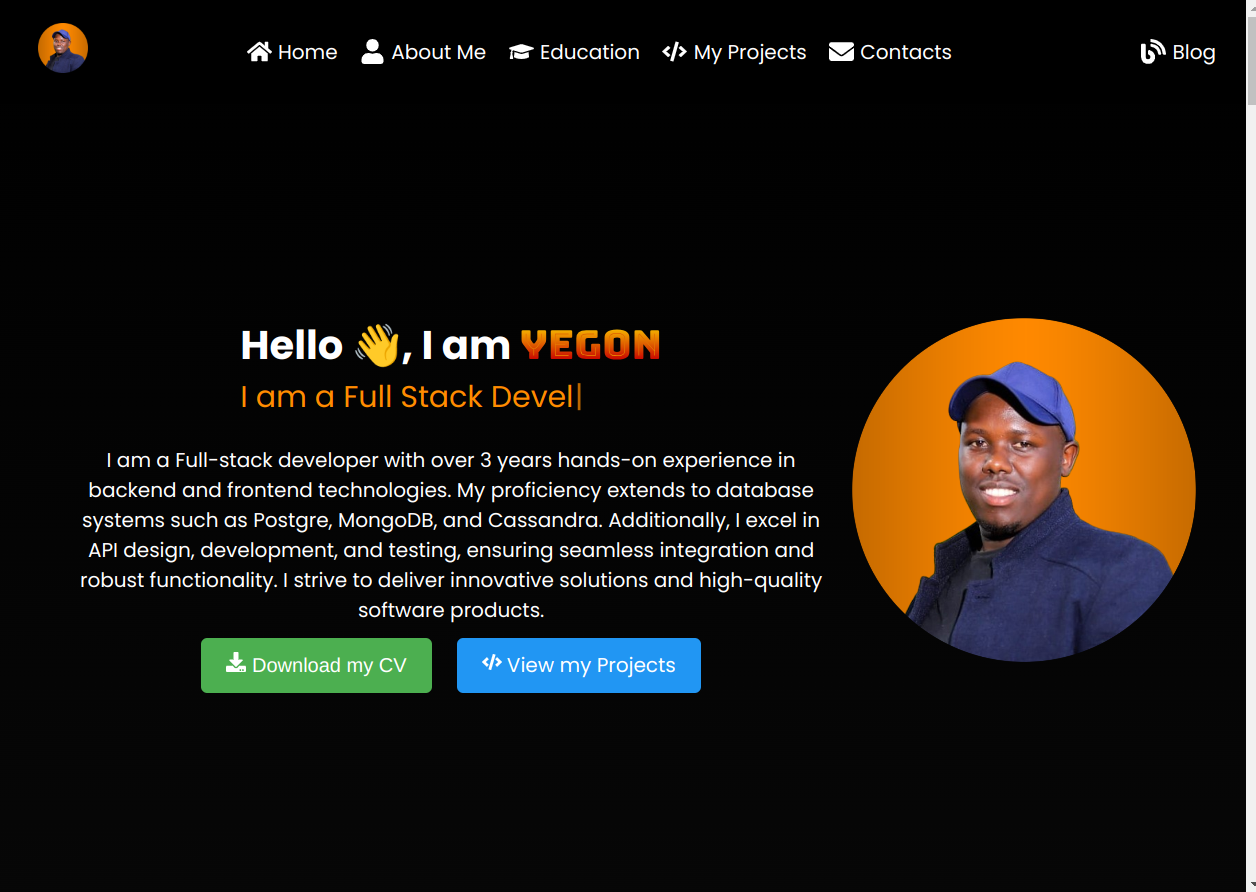 Home About Me Education My Projects Contacts Blog
Hello 👋, I am YEGON
I am a Full Stack Devel|
I am a Full-stack developer with over 3 years hands-on experience in
backend and frontend technologies. My proficiency extends to database
systems such as Postgre, MongoDB, and Cassandra. Additionally, I excel in
API design, development, and testing, ensuring seamless integration and
robust functionality. I strive to deliver innovative solutions and high-quality
software products.
Download my CV View my Projects